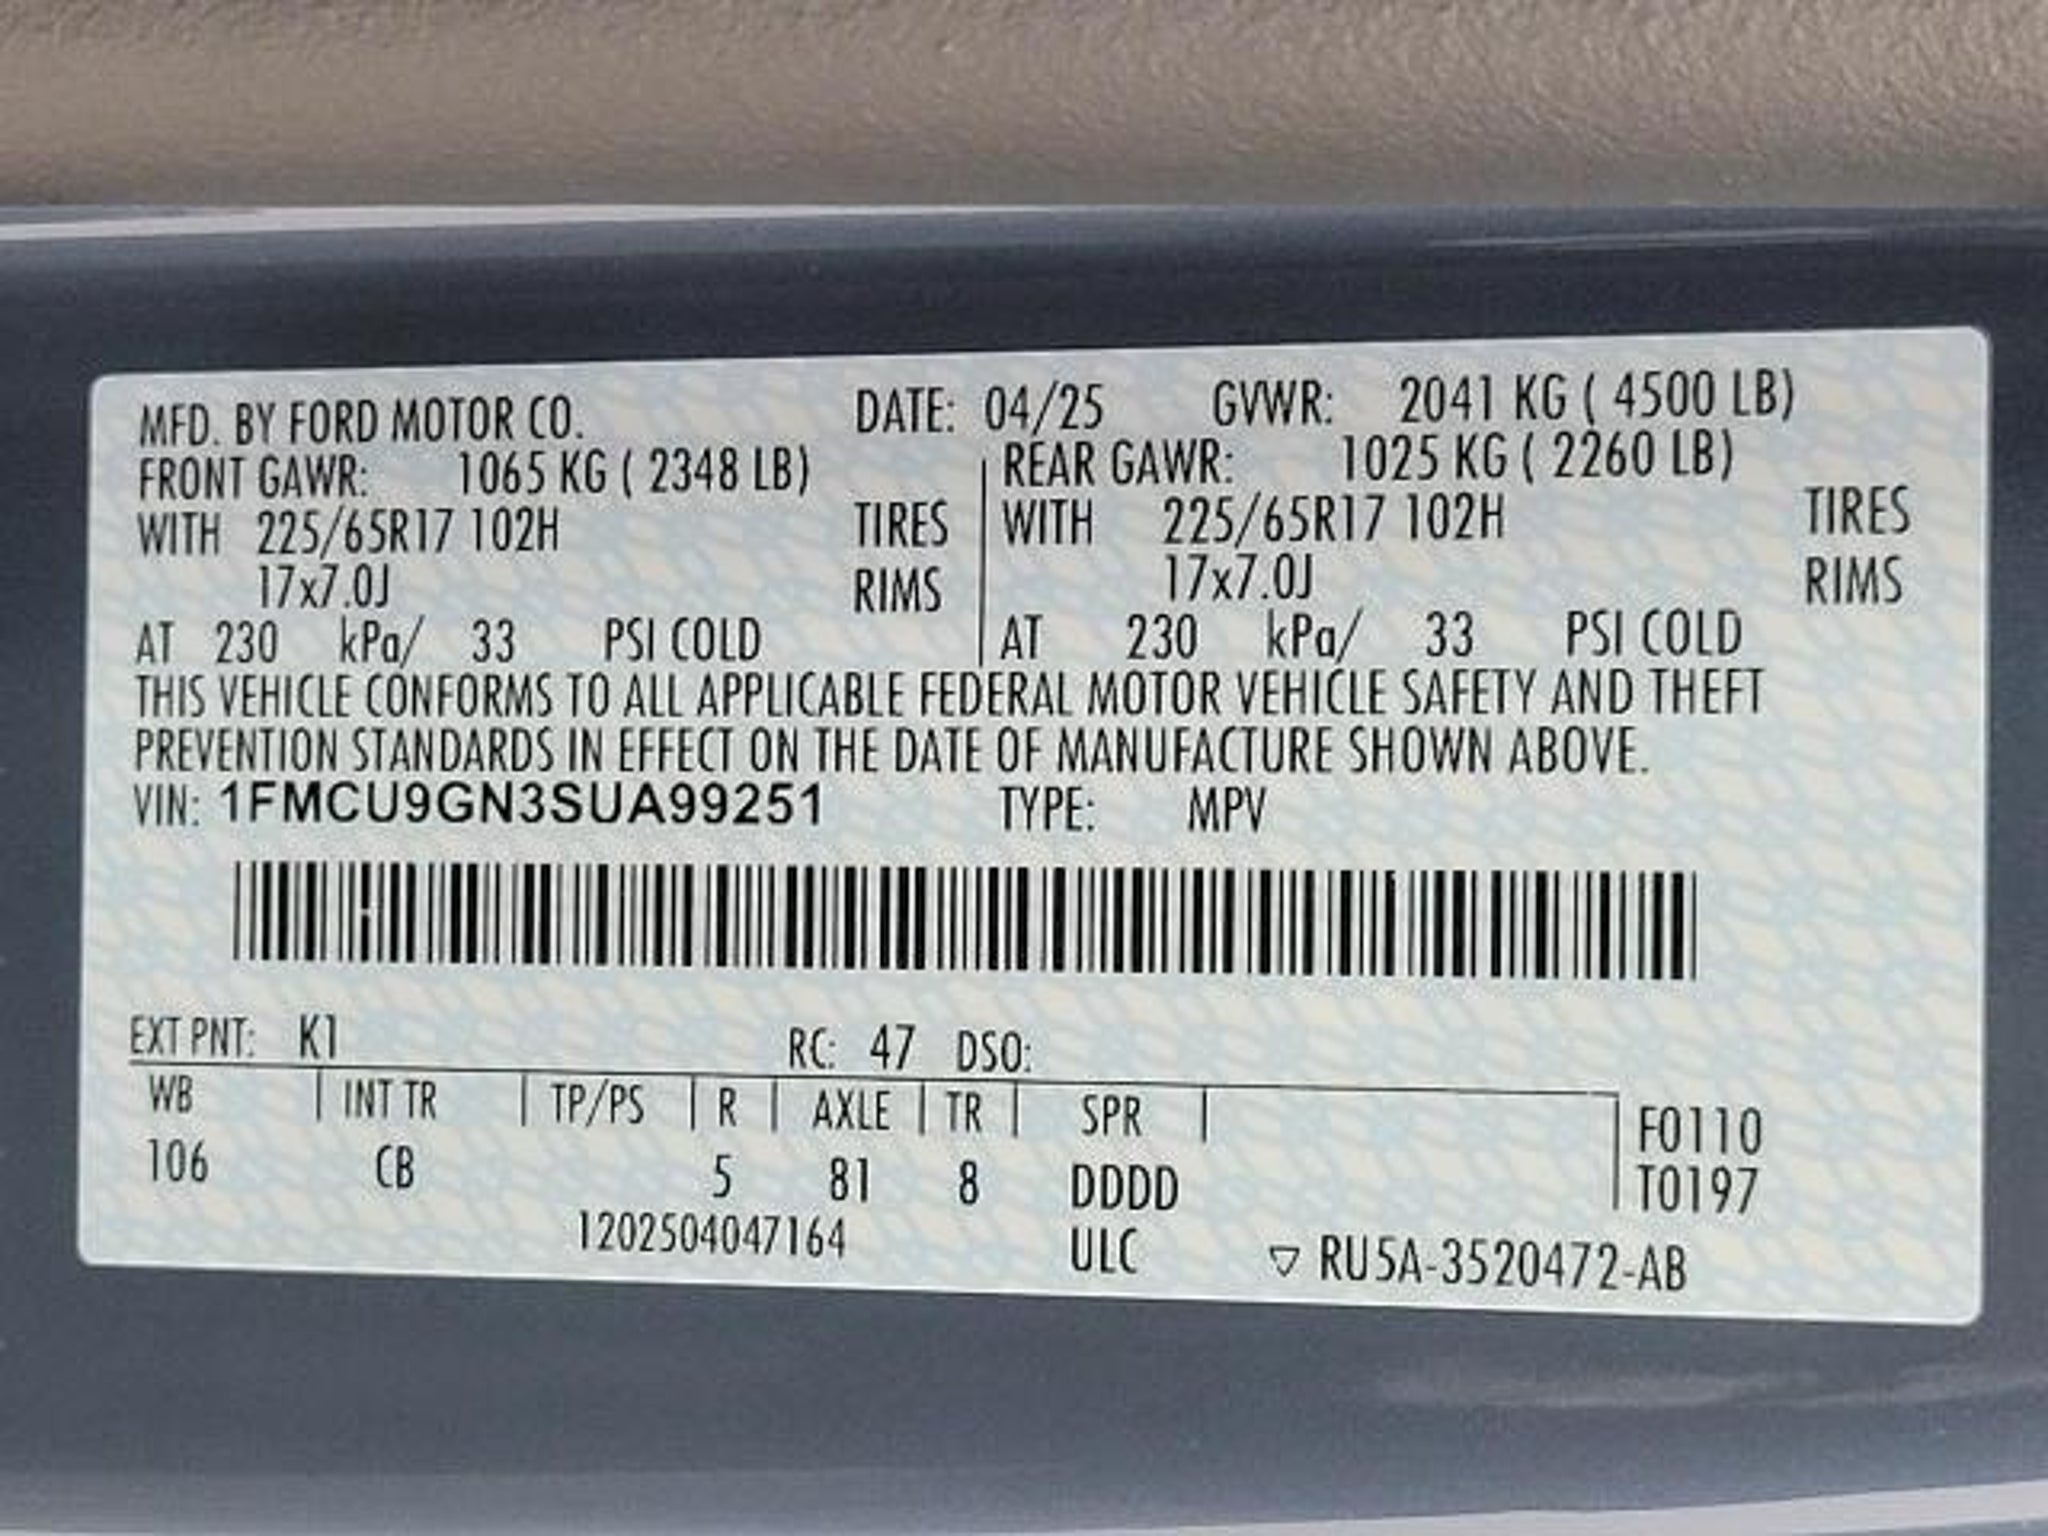 MFD. BY FORD MOTOR CO. DATE: 04/25 GVWR: 2041 KG ( 4500 LB)
FRONT GAWR: 1065 KG ( 2348 LB) REAR GAWR: 1025 KG ( 2260 LB)
WITH 225/65R17 102H TIRES WITH 225/65R17 102H TIRES
17x7.0J RIMS 17x7.0J RIMS
AT 230 kPa/ 33 PSI COLD AT 230 kPa/ 33 PSI COLD
THIS VEHICLE CONFORMS TO ALL APPLICABLE FEDERAL MOTOR VEHICLE SAFETY AND THEFT
PREVENTION STANDARDS IN EFFECT ON THE DATE OF MANUFACTURE SHOWN ABOVE.
VIN: 1FMCU9GN3SUA99251 TYPE: MPV
EXT PNT: K1 RC: 47 DSO:
WB INT TR TP/PS R AXLE TR SPR F0110
106 CB 5 81 8 DDDD T0197
1202504047164 ULC ▽ RU5A-3520472-AB